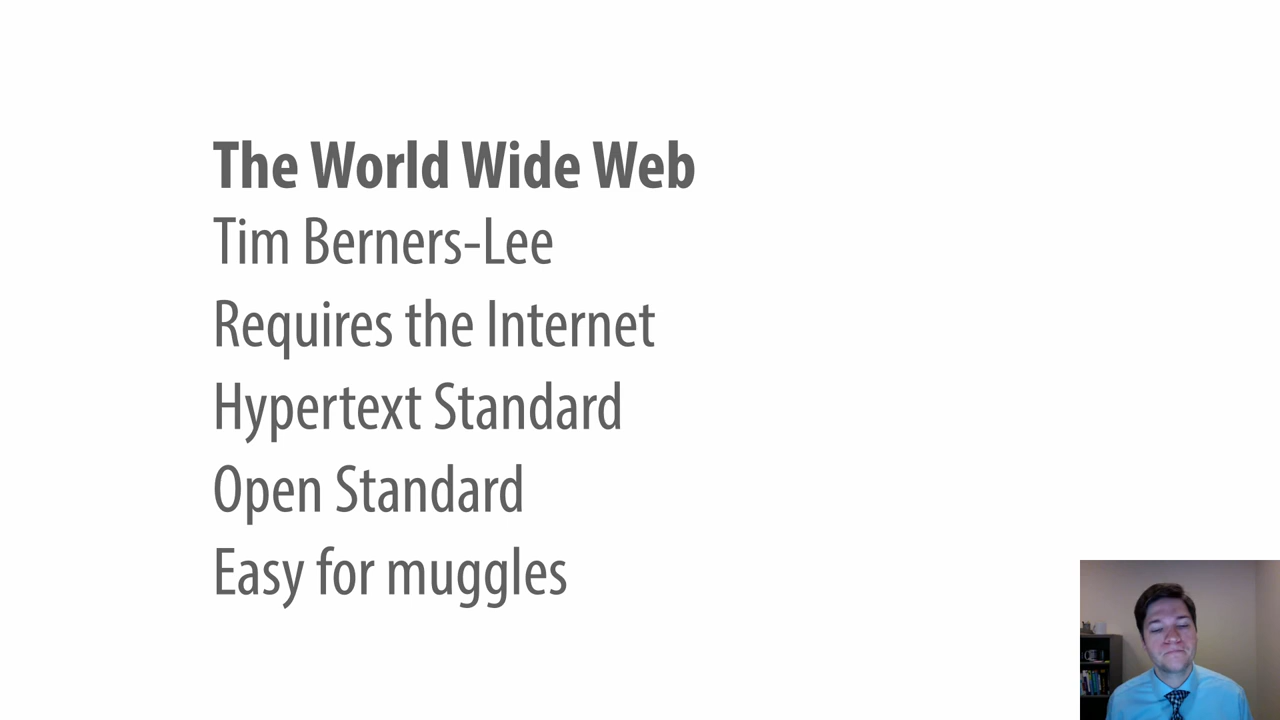 The World Wide Web
Tim Berners-Lee
Requires the Internet
Hypertext Standard
Open Standard
Easy for muggles